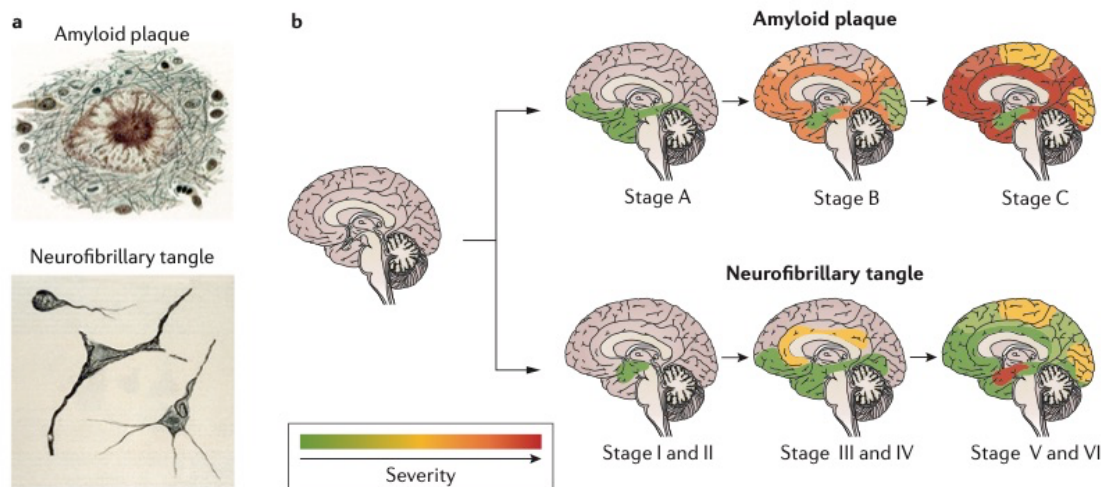 a
Amyloid plaque
Neurofibrillary tangle
b
Amyloid plaque
Stage A
Stage B
Stage C
Neurofibrillary tangle
Stage I and II
Stage III and IV
Stage V and VI
Severity